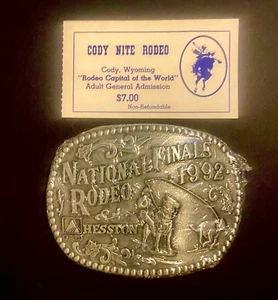 CODY NITE RODEO
Cody, Wyoming
"Rodeo Capital of the World"
Adult General Admission
$7.00
Non-Refundable
NATIONAL FINALS
RODEO 1992
HESSTON